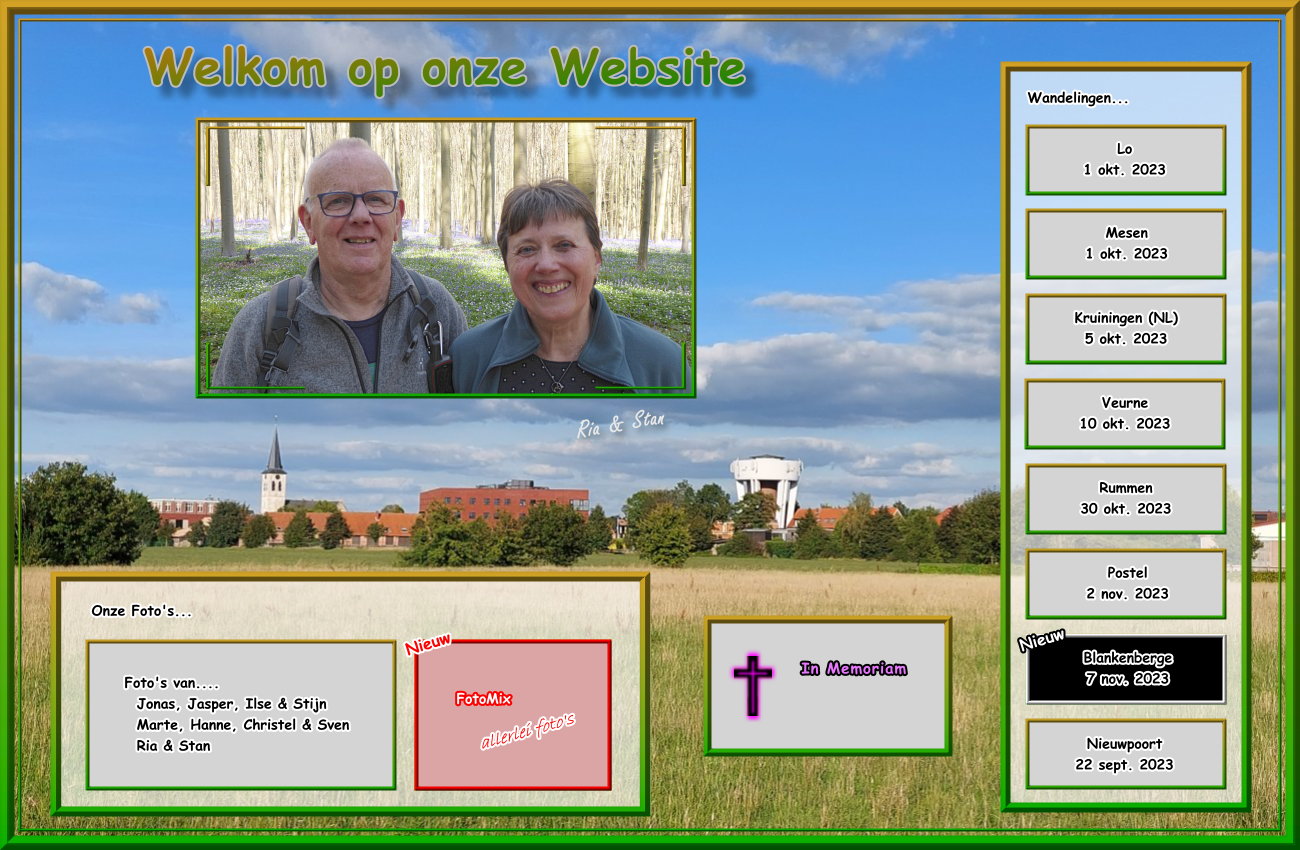 Welkom op onze Website
Ria & Stan
Wandelingen...
Lo
1 okt. 2023
Mesen
1 okt. 2023
Kruiningen (NL)
5 okt. 2023
Veurne
10 okt. 2023
Rummen
30 okt. 2023
Postel
2 nov. 2023
Nieuw
Blankenberge
7 nov. 2023
Nieuwpoort
22 sept. 2023
Onze Foto's...
Foto's van....
Jonas, Jasper, Ilse & Stijn
Marte, Hanne, Christel & Sven
Ria & Stan
Nieuw
FotoMix
allerlei foto's
In Memoriam